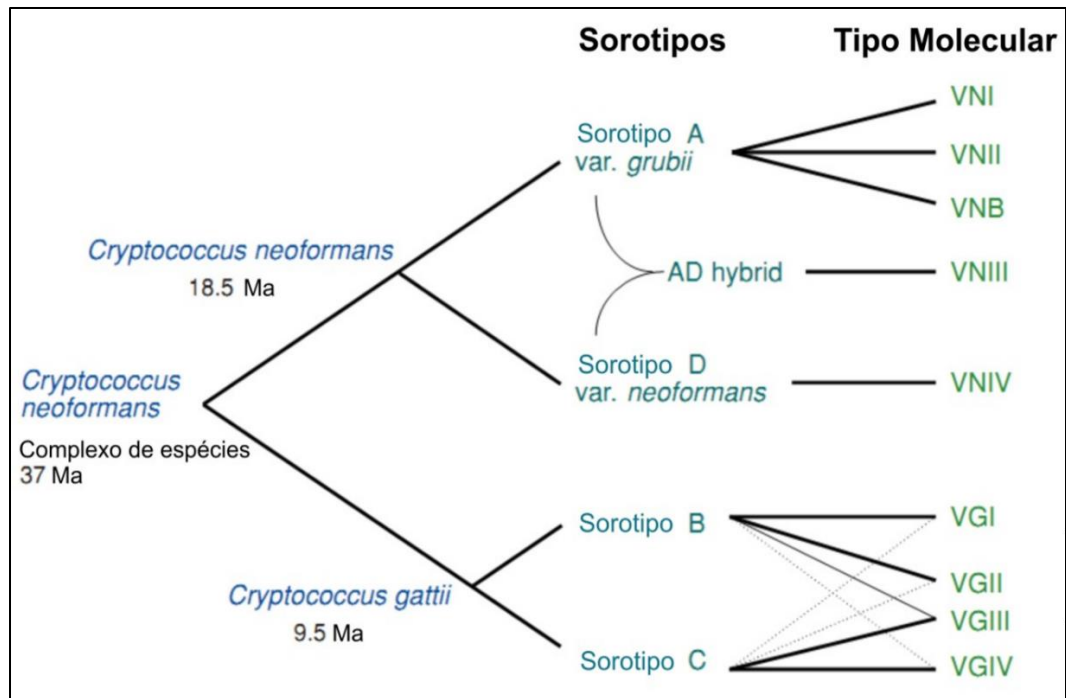 Sorotipos
Tipo Molecular
Sorotipo A
var. grubii
VNI
VNII
VNB
Cryptococcus neoformans
18.5 Ma
AD hybrid
VNIII
Cryptococcus
neoformans
Complexo de espécies
37 Ma
Sorotipo D
var. neoformans
VNIV
Sorotipo B
VGI
VGII
VGIII
VGIV
Cryptococcus gattii
9.5 Ma
Sorotipo C